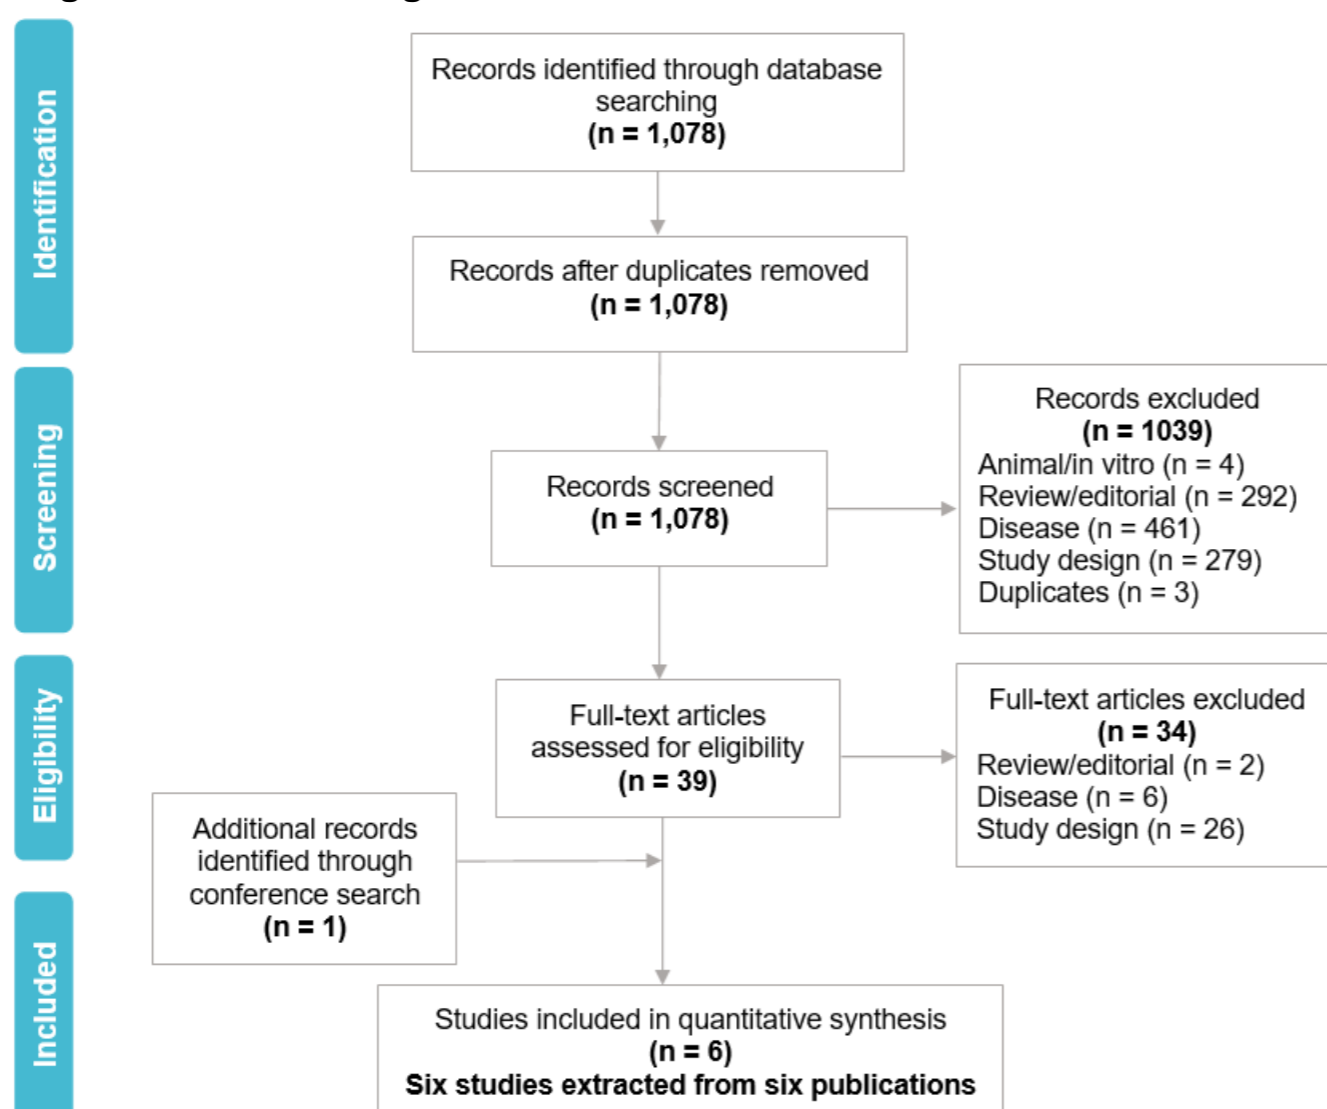 Identification
Records identified through database
searching
(n = 1,078)
Records after duplicates removed
(n = 1,078)
Screening
Records screened
(n = 1,078)
Records excluded
(n = 1039)
Animal/in vitro (n = 4)
Review/editorial (n = 292)
Disease (n = 461)
Study design (n = 279)
Duplicates (n = 3)
Eligibility
Full-text articles
assessed for eligibility
(n = 39)
Full-text articles excluded
(n = 34)
Review/editorial (n = 2)
Disease (n = 6)
Study design (n = 26)
Additional records
identified through
conference search
(n = 1)
Included
Studies included in quantitative synthesis
(n = 6)
Six studies extracted from six publications